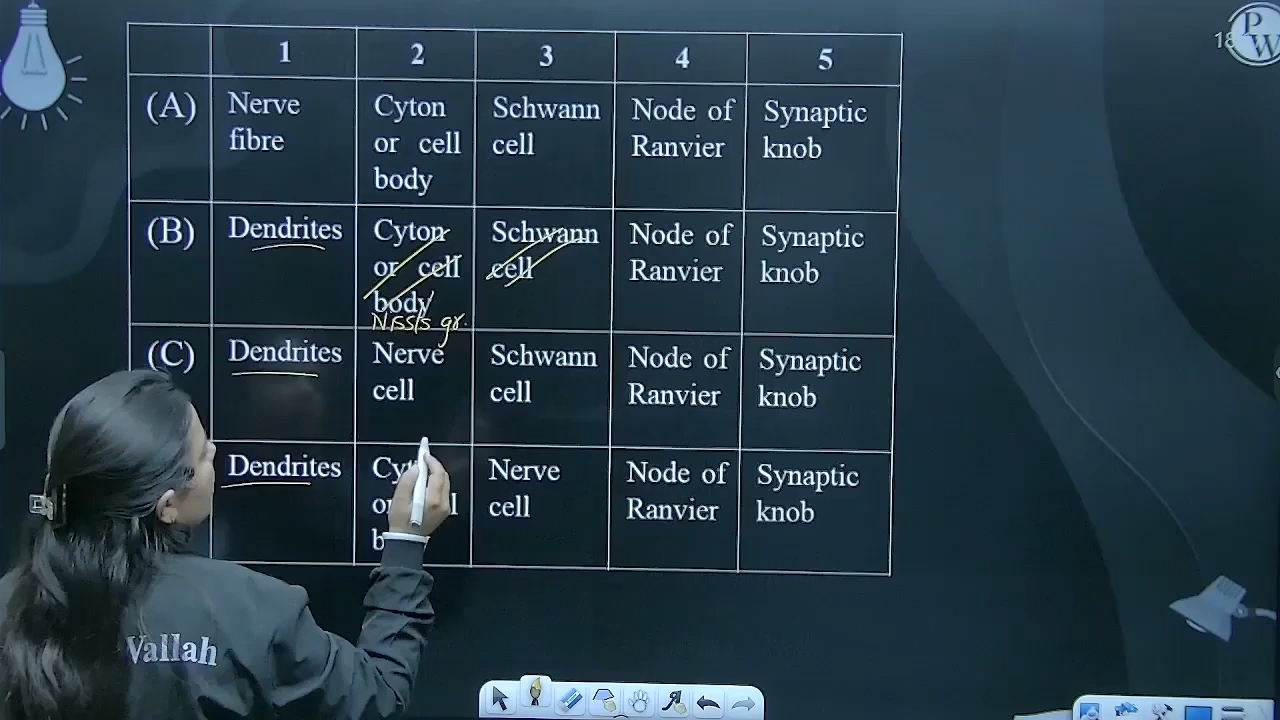 1 2 3 4 5
(A) Nerve fibre Cyton or cell body Schwann cell Node of Ranvier Synaptic knob
(B) Dendrites Cyton or cell body Schwann cell Node of Ranvier Synaptic knob
(C) Dendrites Nerve cell Schwann cell Node of Ranvier Synaptic knob
Dendrites Nerve cell Node of Ranvier Synaptic knob
18
P
W
Vallah